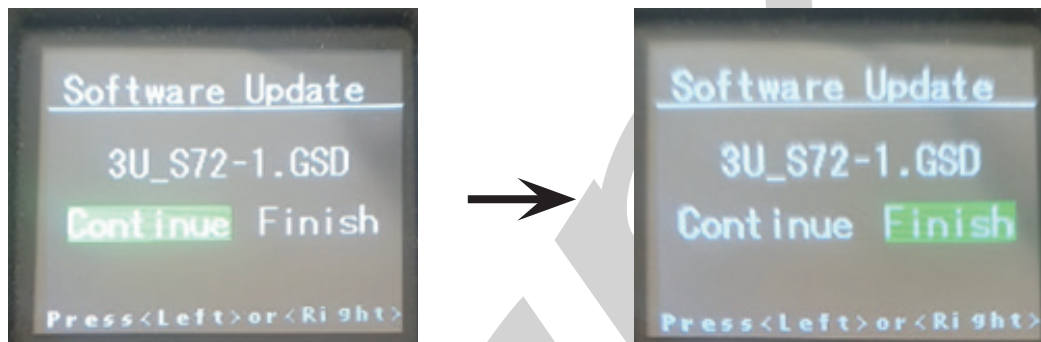 Software Update
3U_S72-1.GSD
Continue Finish
Press<Left>or<Right>
Software Update
3U_S72-1.GSD
Continue Finish
Press<Left>or<Right>